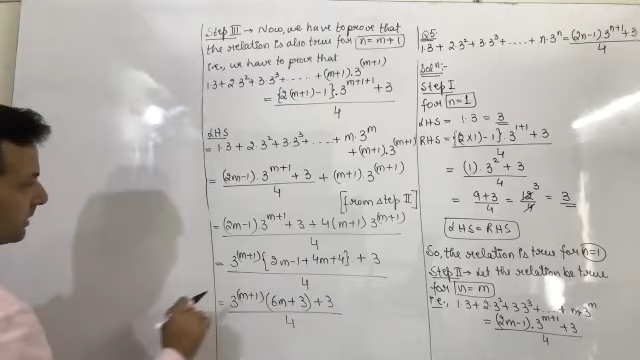 Step III → Now, we have to prove that
the relation is also true for n=m+1
i.e., we have to prove that
1·3 + 2·3² + 3·3³ + ...... + (m+1)·3^(m+1)
= {2(m+1)-1}·3^(m+1+1) + 3
4
LHS
= 1·3 + 2·3² + 3·3³ + ...... + m·3^m
+ (m+1)·3^(m+1)
= (2m-1)·3^(m+1) + 3 + (m+1)·3^(m+1)
4
[from step II]
= (2m-1)·3^(m+1) + 3 + 4(m+1)3^(m+1)
4
= 3^(m+1){2m-1+4m+4} + 3
4
= 3^(m+1)(6m+3)+3
4
Q5
1·3 + 2·3² + 3·3³ + ...... + n·3^n = (2n-1)3^(n+1)+3
4
Solⁿ:
Step I
for n=1
LHS = 1·3 = 3
RHS = {(2×1)-1}·3^(1+1) + 3
4
= (1)·3² + 3
4
= 9+3 = 12 3 = 3
4 4
LHS = RHS
So, the relation is true for n=1
Step II → Let the relation be true
for n=m
i.e., 1·3 + 2·3² + 3·3³ + ... + m·3^m
= (2m-1)·3^(m+1) + 3
4